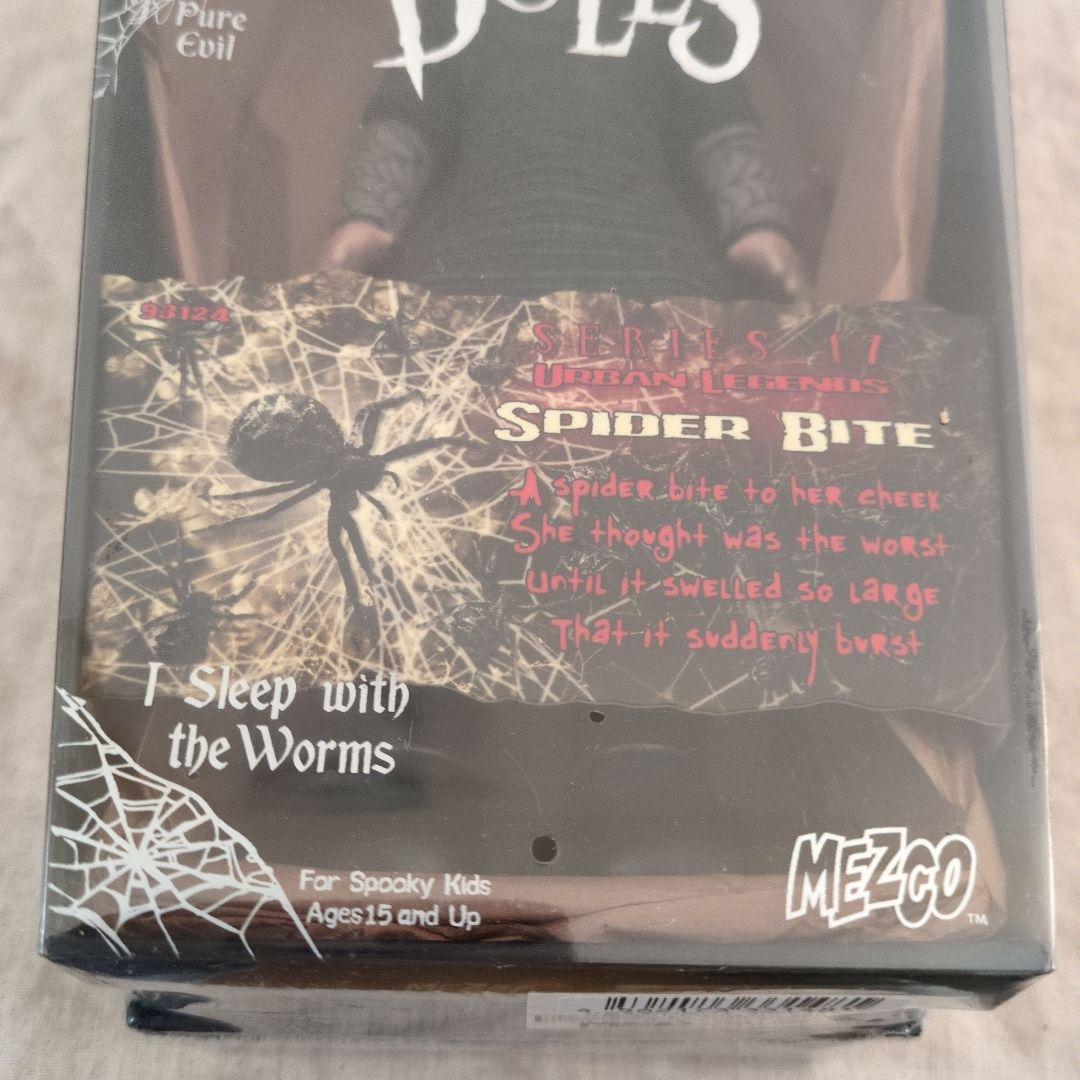 Pure
Evil
DOLLS
93124
SERIES 17
URBAN LEGENDS
SPIDER BITE
A spider bite to her cheek
She thought was the worst
Until it swelled so large
That it suddenly burst
I Sleep with
the Worms
For Spooky Kids
Ages 15 and Up
MEZCO
TM